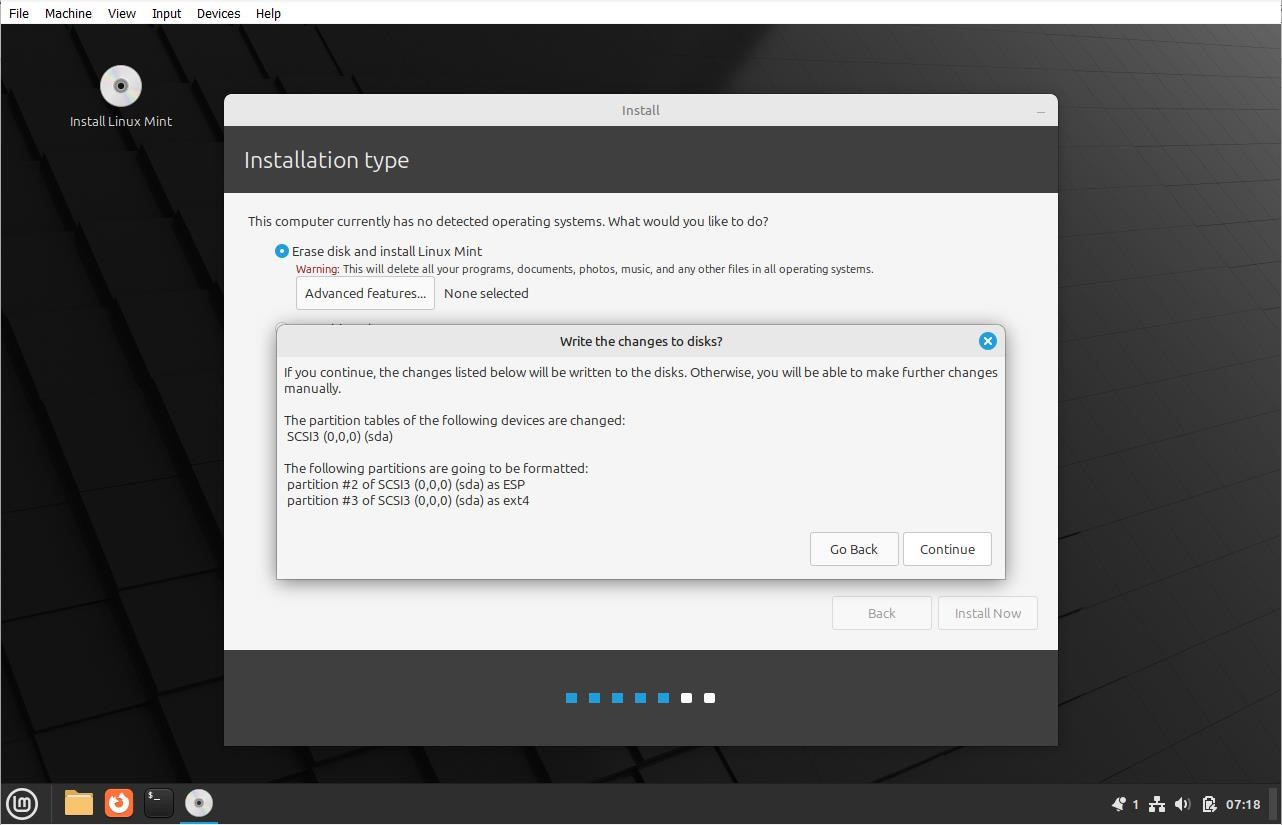 File Machine View Input Devices Help
Install Linux Mint
Install
Installation type
This computer currently has no detected operating systems. What would you like to do?
Erase disk and install Linux Mint
Warning: This will delete all your programs, documents, photos, music, and any other files in all operating systems.
Advanced features... None selected
Write the changes to disks?
If you continue, the changes listed below will be written to the disks. Otherwise, you will be able to make further changes
manually.
The partition tables of the following devices are changed:
SCSI3 (0,0,0) (sda)
The following partitions are going to be formatted:
partition #2 of SCSI3 (0,0,0) (sda) as ESP
partition #3 of SCSI3 (0,0,0) (sda) as ext4
Go Back Continue
Back Install Now
$_ 1 07:18